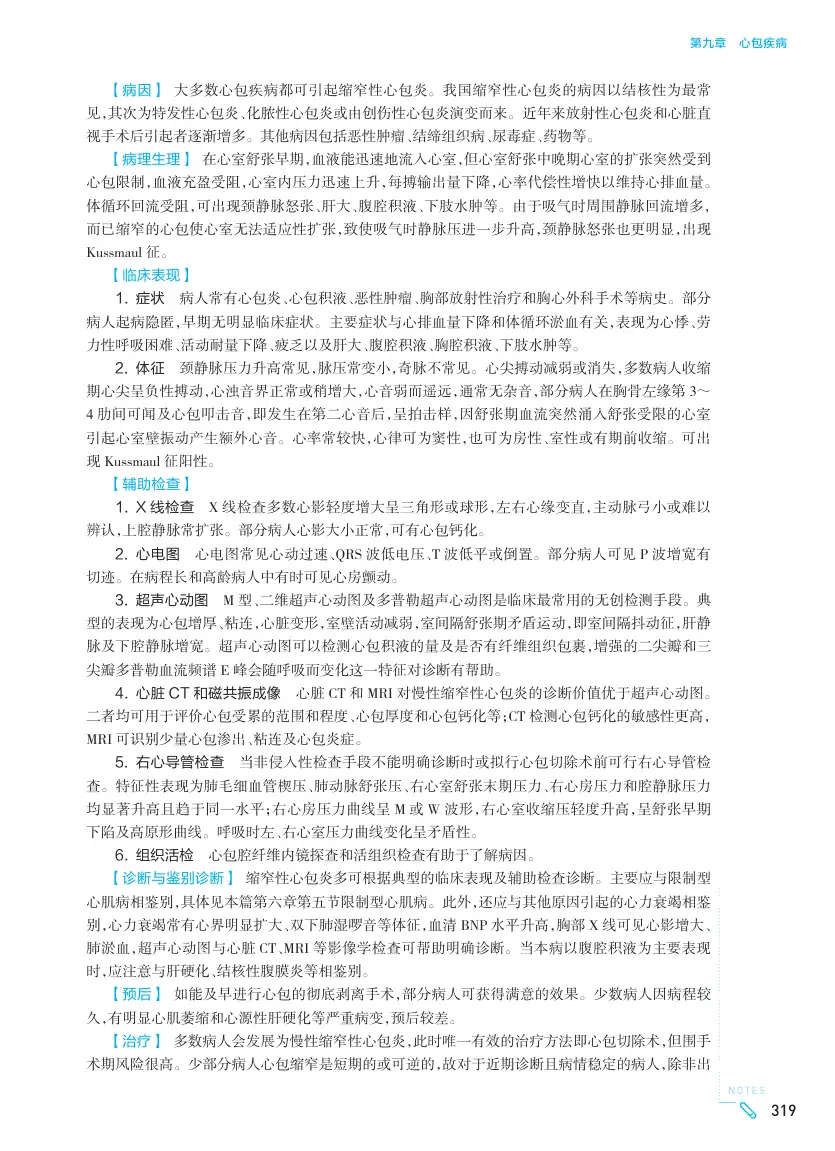 第九章 心包疾病
【病因】 大多数心包疾病都可引起缩窄性心包炎。我国缩窄性心包炎的病因以结核性为最常
见,其次为特发性心包炎、化脓性心包炎或由创伤性心包炎演变而来。近年来放射性心包炎和心脏直
视手术后引起者逐渐增多。其他病因包括恶性肿瘤、结缔组织病、尿毒症、药物等。
【病理生理】 在心室舒张早期,血液能迅速地流入心室,但心室舒张中晚期心室的扩张突然受到
心包限制,血液充盈受阻,心室内压力迅速上升,每搏输出量下降,心率代偿性增快以维持心排血量。
体循环回流受阻,可出现颈静脉怒张、肝大、腹腔积液、下肢水肿等。由于吸气时周围静脉回流增多,
而已缩窄的心包使心室无法适应性扩张,致使吸气时静脉压进一步升高,颈静脉怒张也更明显,出现
Kussmaul 征。
【临床表现】
1. 症状 病人常有心包炎、心包积液、恶性肿瘤、胸部放射性治疗和胸心外科手术等病史。部分
病人起病隐匿,早期无明显临床症状。主要症状与心排血量下降和体循环淤血有关,表现为心悸、劳
力性呼吸困难、活动耐量下降、疲乏以及肝大、腹腔积液、胸腔积液、下肢水肿等。
2. 体征 颈静脉压力升高常见,脉压常变小,奇脉不常见。心尖搏动减弱或消失,多数病人收缩
期心尖呈负性搏动,心浊音界正常或稍增大,心音弱而遥远,通常无杂音,部分病人在胸骨左缘第 3～
4 肋间可闻及心包叩击音,即发生在第二心音后,呈拍击样,因舒张期血流突然涌入舒张受限的心室
引起心室壁振动产生额外心音。心率常较快,心律可为窦性,也可为房性、室性或有期前收缩。可出
现 Kussmaul 征阳性。
【辅助检查】
1. X 线检查 X 线检查多数心影轻度增大呈三角形或球形,左右心缘变直,主动脉弓小或难以
辨认,上腔静脉常扩张。部分病人心影大小正常,可有心包钙化。
2. 心电图 心电图常见心动过速、QRS 波低电压、T 波低平或倒置。部分病人可见 P 波增宽有
切迹。在病程长和高龄病人中有时可见心房颤动。
3. 超声心动图 M 型、二维超声心动图及多普勒超声心动图是临床最常用的无创检测手段。典
型的表现为心包增厚、粘连,心脏变形,室壁活动减弱,室间隔舒张期矛盾运动,即室间隔抖动征,肝静
脉及下腔静脉增宽。超声心动图可以检测心包积液的量及是否有纤维组织包裹,增强的二尖瓣和三
尖瓣多普勒血流频谱 E 峰会随呼吸而变化这一特征对诊断有帮助。
4. 心脏 CT 和磁共振成像 心脏 CT 和 MRI 对慢性缩窄性心包炎的诊断价值优于超声心动图。
二者均可用于评价心包受累的范围和程度、心包厚度和心包钙化等;CT 检测心包钙化的敏感性更高,
MRI 可识别少量心包渗出、粘连及心包炎症。
5. 右心导管检查 当非侵入性检查手段不能明确诊断时或拟行心包切除术前可行右心导管检
查。特征性表现为肺毛细血管楔压、肺动脉舒张压、右心室舒张末期压力、右心房压力和腔静脉压力
均显著升高且趋于同一水平;右心房压力曲线呈 M 或 W 波形,右心室收缩压轻度升高,呈舒张早期
下陷及高原形曲线。呼吸时左、右心室压力曲线变化呈矛盾性。
6. 组织活检 心包腔纤维内镜探查和活组织检查有助于了解病因。
【诊断与鉴别诊断】 缩窄性心包炎多可根据典型的临床表现及辅助检查诊断。主要应与限制型
心肌病相鉴别,具体见本篇第六章第五节限制型心肌病。此外,还应与其他原因引起的心力衰竭相鉴
别,心力衰竭常有心界明显扩大、双下肺湿啰音等体征,血清 BNP 水平升高,胸部 X 线可见心影增大、
肺淤血,超声心动图与心脏 CT、MRI 等影像学检查可帮助明确诊断。当本病以腹腔积液为主要表现
时,应注意与肝硬化、结核性腹膜炎等相鉴别。
【预后】 如能及早进行心包的彻底剥离手术,部分病人可获得满意的效果。少数病人因病程较
久,有明显心肌萎缩和心源性肝硬化等严重病变,预后较差。
【治疗】 多数病人会发展为慢性缩窄性心包炎,此时唯一有效的治疗方法即心包切除术,但围手
术期风险很高。少部分病人心包缩窄是短期的或可逆的,故对于近期诊断且病情稳定的病人,除非出
NOTES
319